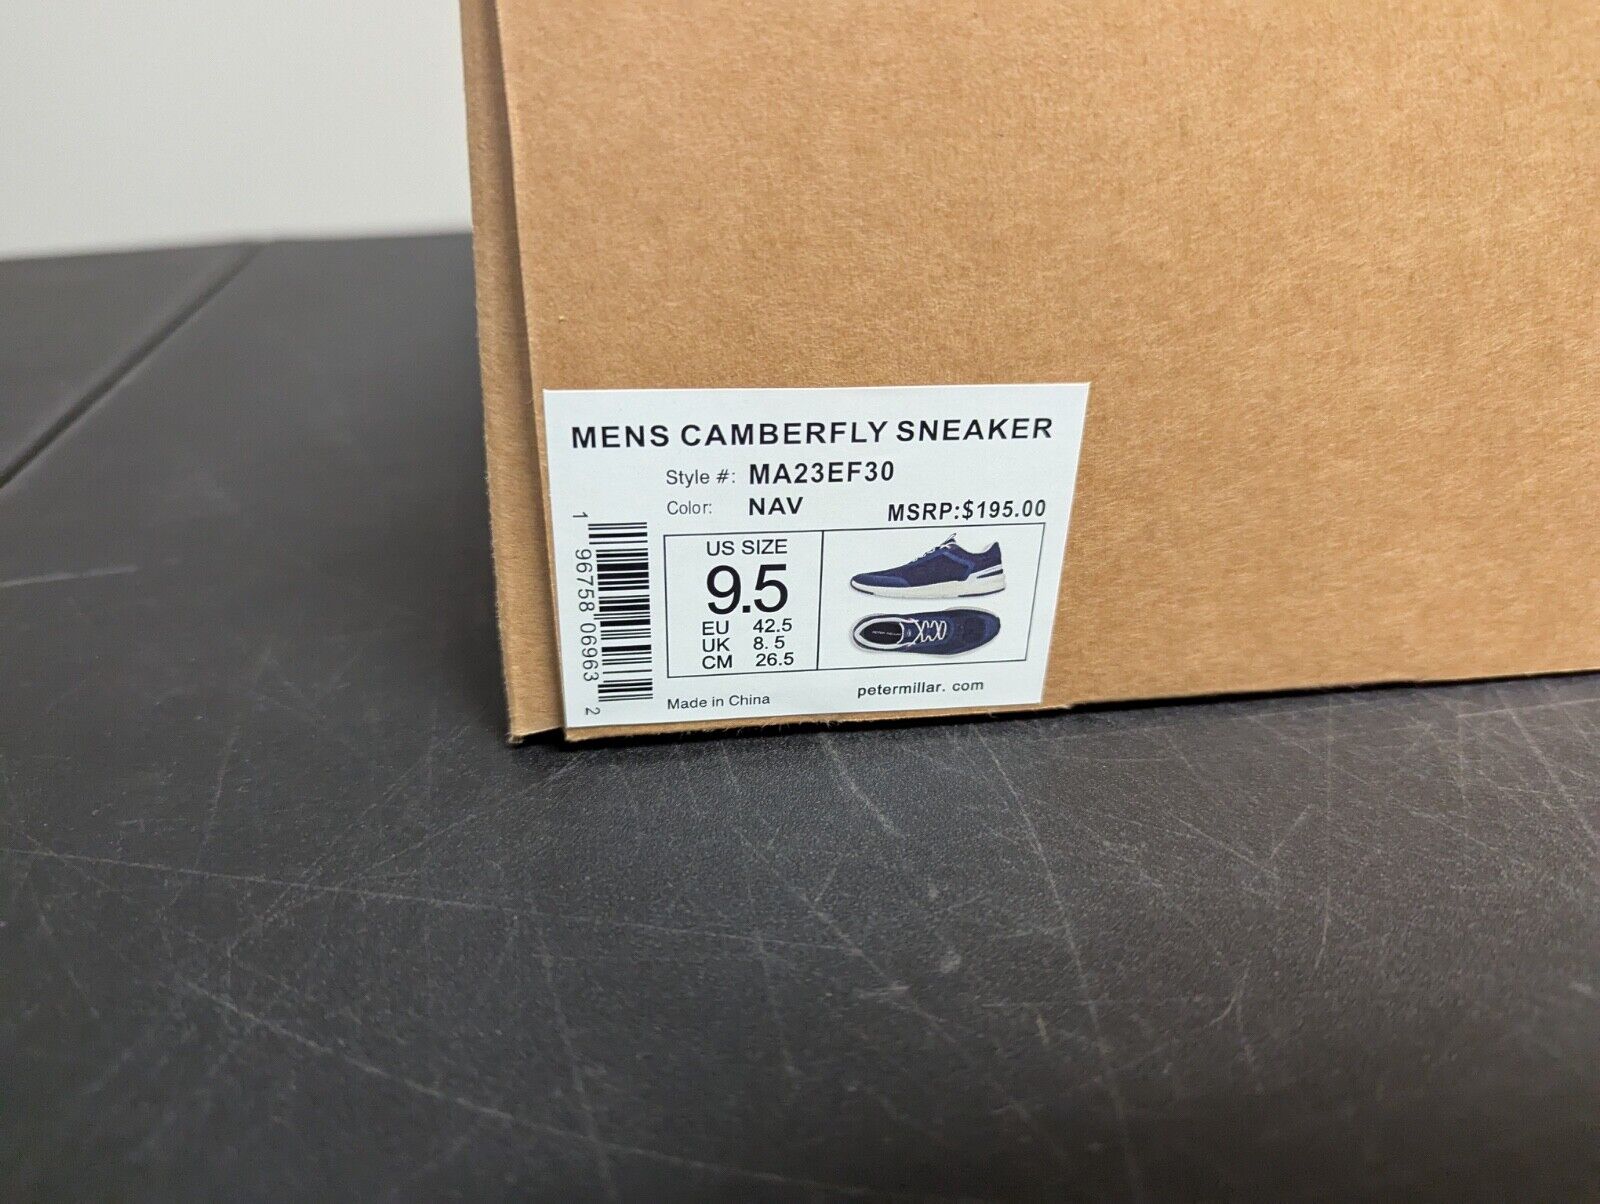 MENS CAMBERFLY SNEAKER
Style #: MA23EF30
Color: NAV
MSRP:$195.00
1 96758 06963 2
US SIZE
9.5
EU 42.5
UK 8. 5
CM 26.5
Made in China
petermillar. com